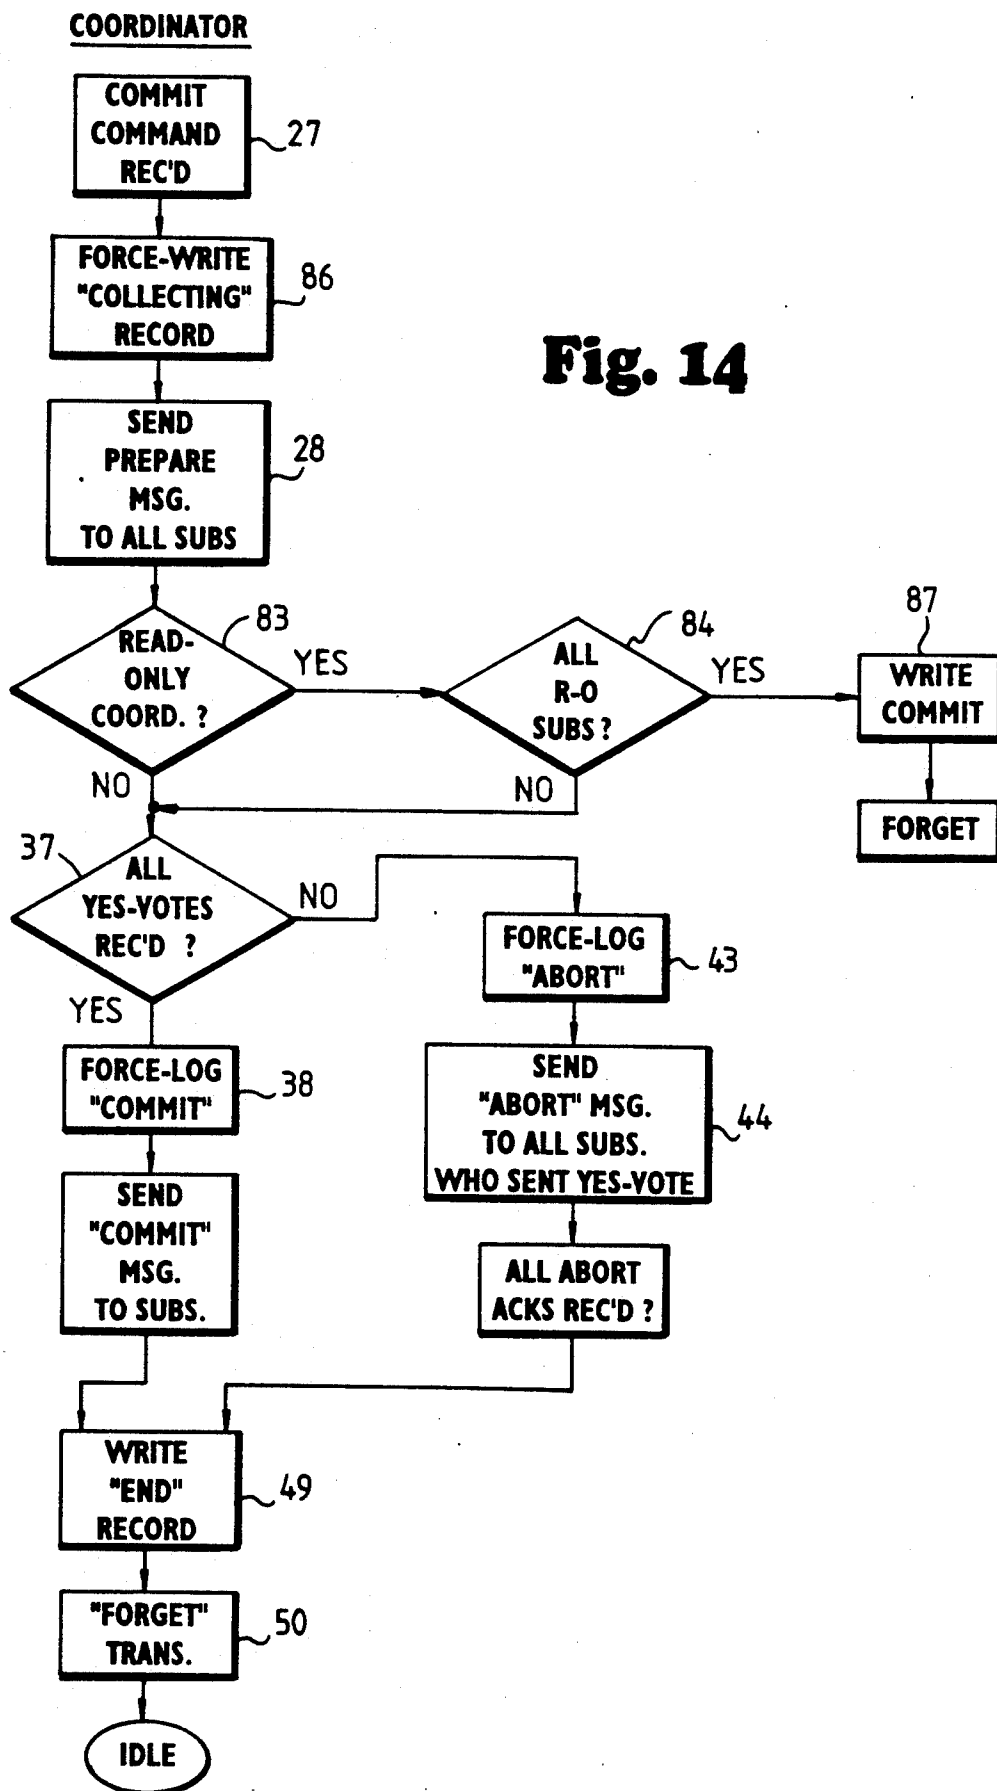 COORDINATOR
COMMIT
COMMAND
REC'D
27
FORCE-WRITE
"COLLECTING"
RECORD
86
Fig. 14
SEND
PREPARE
MSG.
TO ALL SUBS
28
READ-
ONLY
COORD. ?
83
YES
NO
ALL
R-O
SUBS ?
84
YES
NO
87
WRITE
COMMIT
FORGET
37
ALL
YES-VOTES
REC'D ?
NO
YES
FORCE-LOG
"ABORT"
43
FORCE-LOG
"COMMIT"
38
SEND
"ABORT" MSG.
TO ALL SUBS.
WHO SENT YES-VOTE
44
SEND
"COMMIT"
MSG.
TO SUBS.
ALL ABORT
ACKS REC'D ?
WRITE
"END"
RECORD
49
"FORGET"
TRANS.
50
IDLE